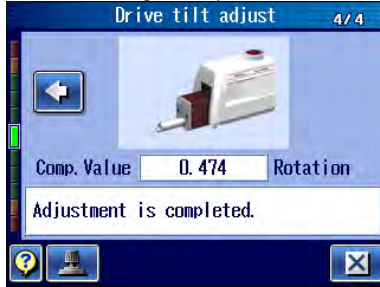 Drive tilt adjust 4/4
Comp. Value 0.474 Rotation
Adjustment is completed.
?